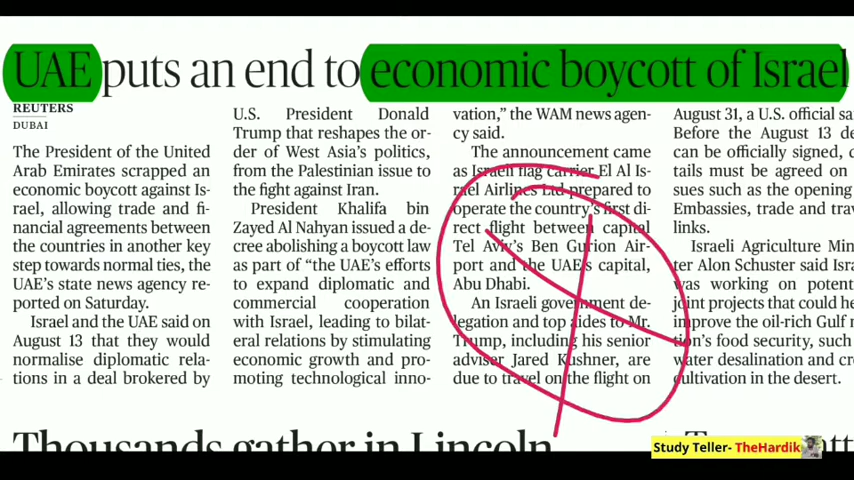 UAE puts an end to economic boycott of Israel
REUTERS
DUBAI
The President of the United
Arab Emirates scrapped an
economic boycott against Is-
rael, allowing trade and fi-
nancial agreements between
the countries in another key
step towards normal ties, the
UAE's state news agency re-
ported on Saturday.
Israel and the UAE said on
August 13 that they would
normalise diplomatic rela-
tions in a deal brokered by
U.S. President Donald
Trump that reshapes the or-
der of West Asia's politics,
from the Palestinian issue to
the fight against Iran.
President Khalifa bin
Zayed Al Nahyan issued a de-
cree abolishing a boycott law
as part of "the UAE's efforts
to expand diplomatic and
commercial cooperation
with Israel, leading to bilat-
eral relations by stimulating
economic growth and pro-
moting technological inno-
vation," the WAM news agen-
cy said.
The announcement came
as Israeli flag carrier El Al Is-
rael Airlines Ltd prepared to
operate the country's first di-
rect flight between capital
Tel Aviv's Ben Gurion Air-
port and the UAE's capital,
Abu Dhabi.
An Israeli government de-
legation and top aides to Mr.
Trump, including his senior
adviser Jared Kushner, are
due to travel on the flight on
August 31, a U.S. official sa
Before the August 13 de
can be officially signed,
tails must be agreed on
sues such as the opening
Embassies, trade and trav
links.
Israeli Agriculture Min
ter Alon Schuster said Isra
was working on potent
joint projects that could he
improve the oil-rich Gulf n
tion's food security, such
water desalination and cr
cultivation in the desert.
Thousands gather in Lincoln
Study Teller- TheHardik